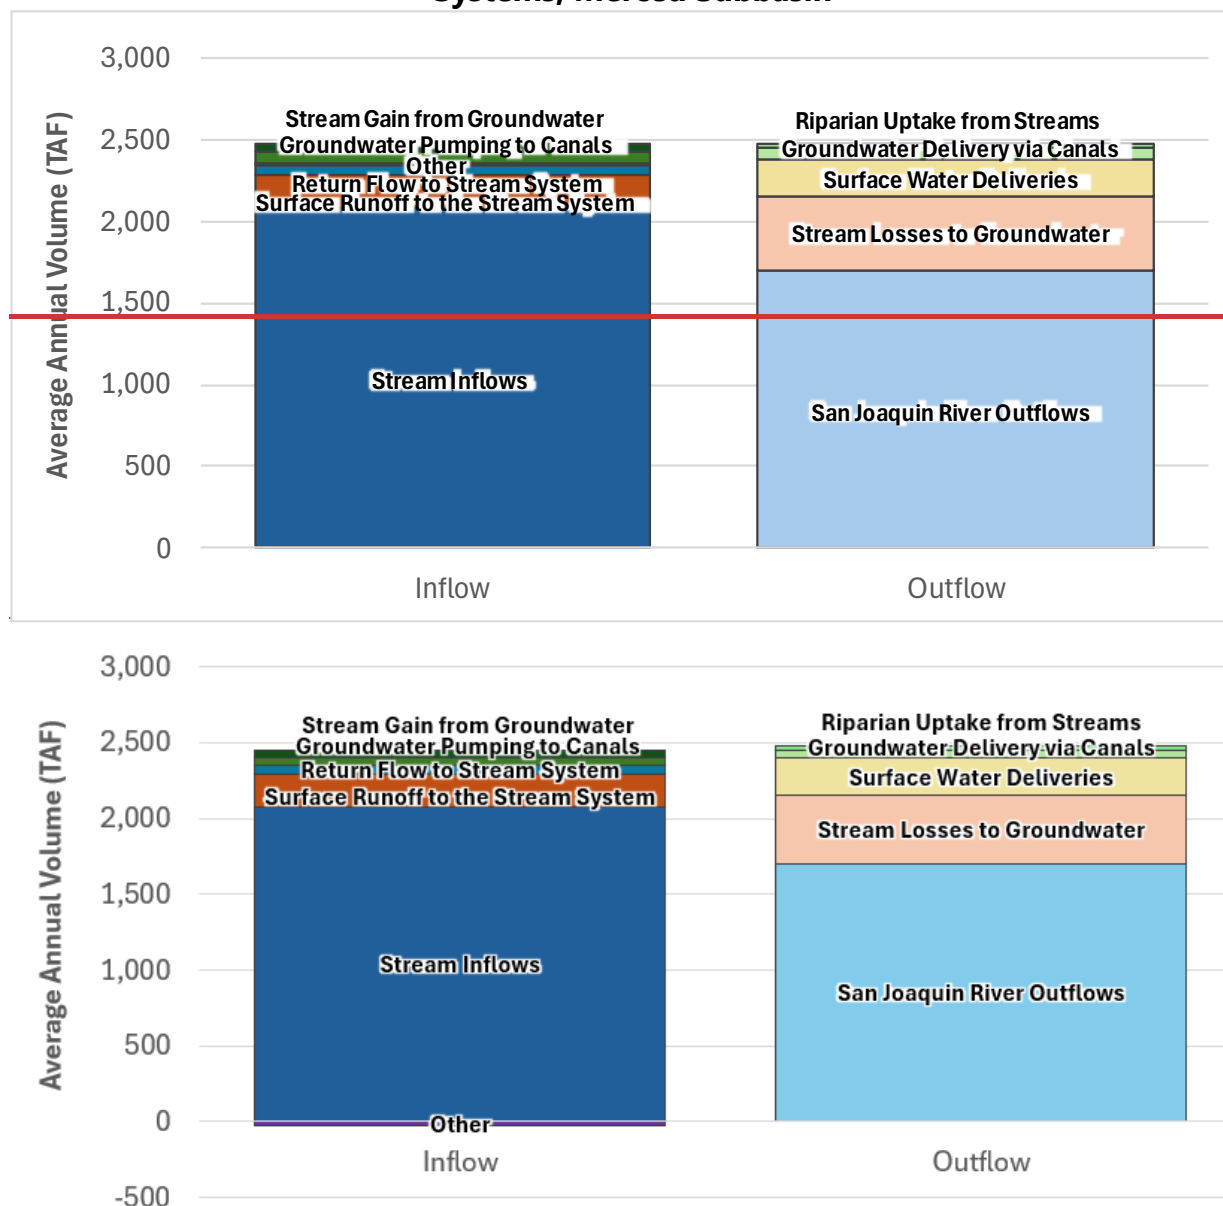 Systems, Merced Subbasin
3,000
2,500
2,000
1,500
1,000
500
0
Average Annual Volume (TAF)
Stream Gain from Groundwater
Groundwater Pumping to Canals
Other
Return Flow to Stream System
Surface Runoff to the Stream System
Stream Inflows
Riparian Uptake from Streams
Groundwater Delivery via Canals
Surface Water Deliveries
Stream Losses to Groundwater
San Joaquin River Outflows
Inflow
Outflow
3,000
2,500
2,000
1,500
1,000
500
0
-500
Average Annual Volume (TAF)
Stream Gain from Groundwater
Groundwater Pumping to Canals
Return Flow to Stream System
Surface Runoff to the Stream System
Stream Inflows
Other
Riparian Uptake from Streams
Groundwater Delivery via Canals
Surface Water Deliveries
Stream Losses to Groundwater
San Joaquin River Outflows
Inflow
Outflow